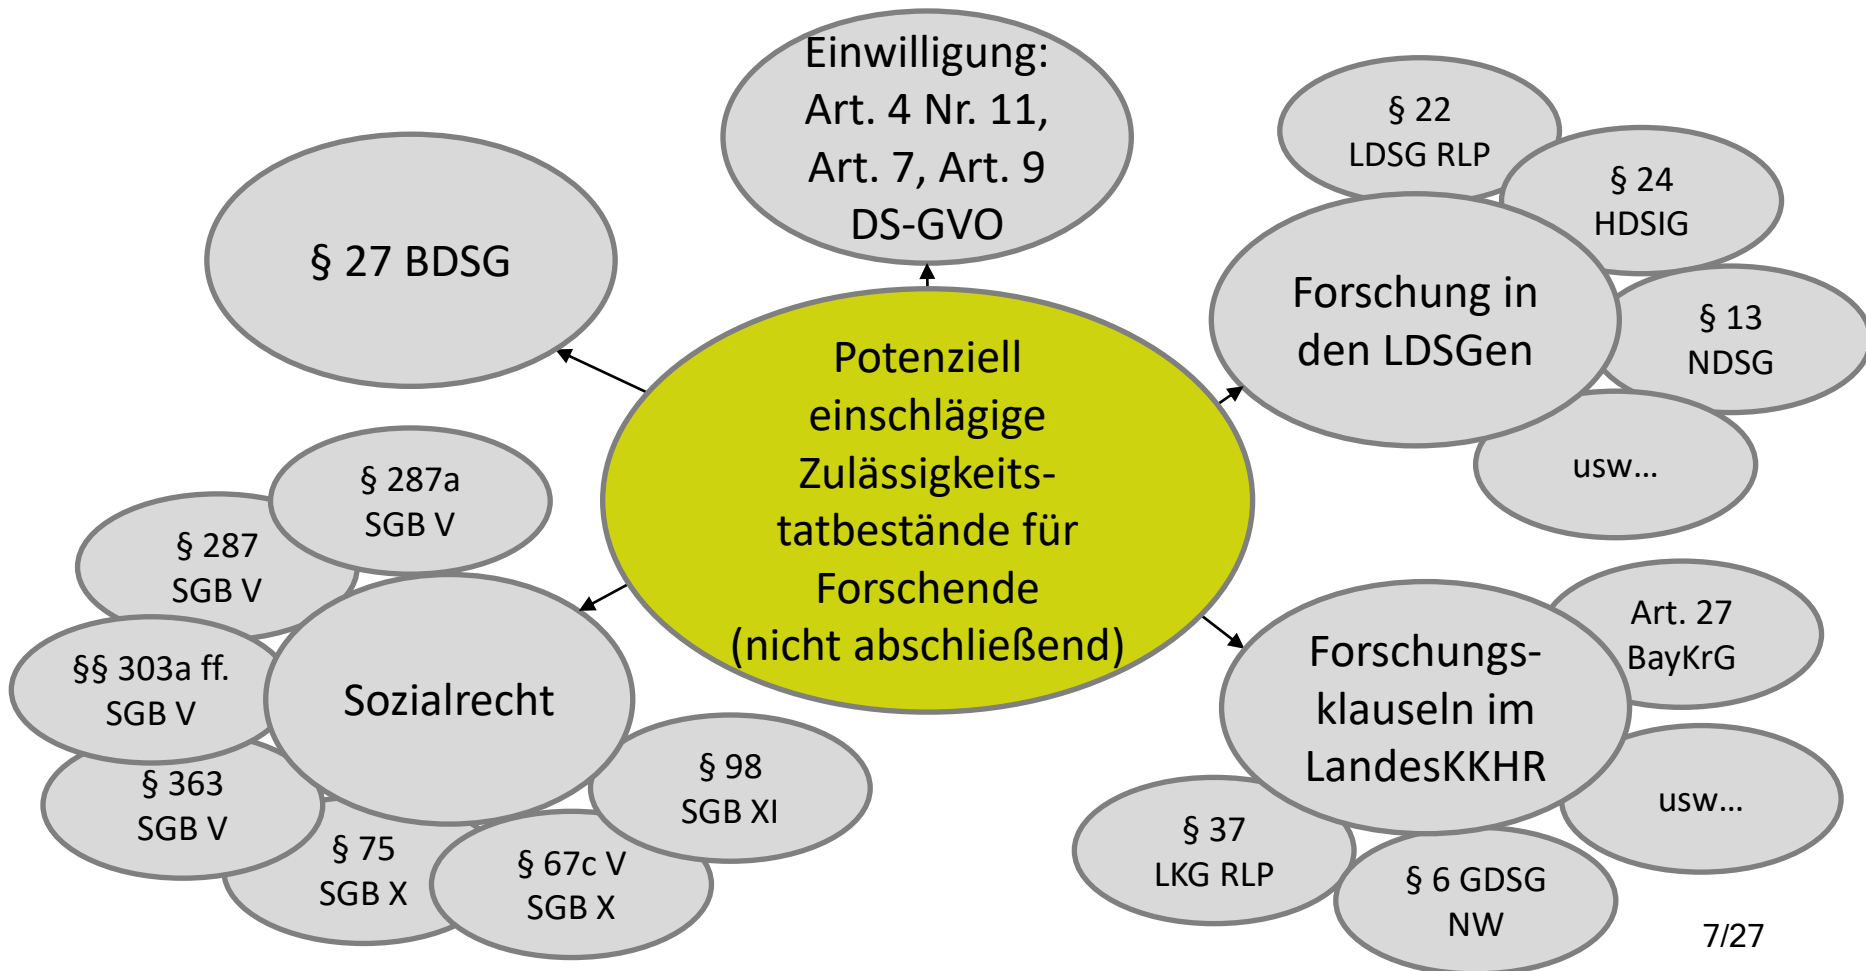 Einwilligung:
Art. 4 Nr. 11,
Art. 7, Art. 9
DS-GVO
§ 27 BDSG
§ 22
LDSG RLP
§ 24
HDSIG
Forschung in
den LDSGen
§ 13
NDSG
usw...
Potenziell
einschlägige
Zulässigkeits-
tatbestände für
Forschende
(nicht abschließend)
§ 287a
SGB V
§ 287
SGB V
§§ 303a ff.
SGB V
Sozialrecht
§ 363
SGB V
§ 75
SGB X
§ 67c V
SGB X
§ 98
SGB XI
Art. 27
BayKrG
Forschungs-
klauseln im
LandesKKHR
usw...
§ 37
LKG RLP
§ 6 GDSG
NW
7/27